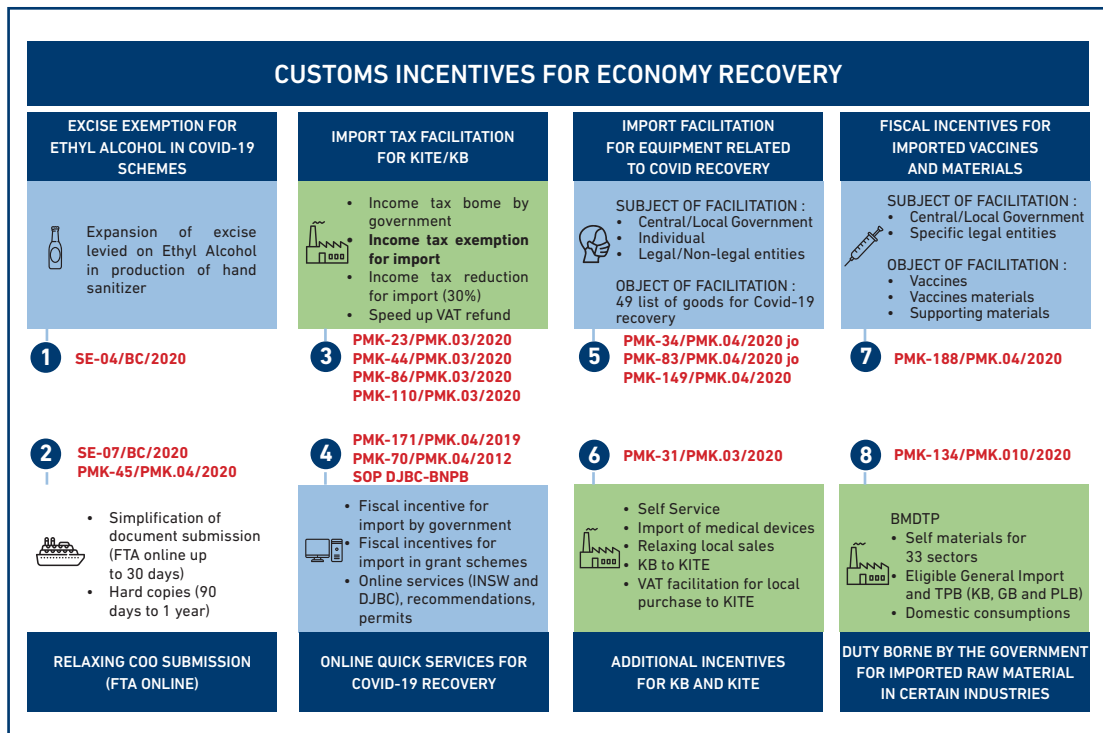 CUSTOMS INCENTIVES FOR ECONOMY RECOVERY
EXCISE EXEMPTION FOR
ETHYL ALCOHOL IN COVID-19
SCHEMES
Expansion of excise
levied on Ethyl Alcohol
in production of hand
sanitizer
1
SE-04/BC/2020
2
SE-07/BC/2020
PMK-45/PMK.04/2020
• Simplification of
document submission
(FTA online up
to 30 days)
• Hard copies (90
days to 1 year)
RELAXING COO SUBMISSION
(FTA ONLINE)
IMPORT TAX FACILITATION
FOR KITE/KB
• Income tax bome by
government
• Income tax exemption
for import
• Income tax reduction
for import (30%)
• Speed up VAT refund
3
PMK-23/PMK.03/2020
PMK-44/PMK.03/2020
PMK-86/PMK.03/2020
PMK-110/PMK.03/2020
4
PMK-171/PMK.04/2019
PMK-70/PMK.04/2012
SOP DJBC-BNPB
• Fiscal incentive for
import by government
• Fiscal incentives for
import in grant schemes
• Online services (INSW and
DJBC), recommendations,
permits
ONLINE QUICK SERVICES FOR
COVID-19 RECOVERY
IMPORT FACILITATION
FOR EQUIPMENT RELATED
TO COVID RECOVERY
SUBJECT OF FACILITATION :
• Central/Local Government
• Individual
• Legal/Non-legal entities
OBJECT OF FACILITATION :
49 list of goods for Covid-19
recovery
5
PMK-34/PMK.04/2020 jo
PMK-83/PMK.04/2020 jo
PMK-149/PMK.04/2020
6
PMK-31/PMK.03/2020
• Self Service
• Import of medical devices
• Relaxing local sales
• KB to KITE
• VAT facilitation for local
purchase to KITE
ADDITIONAL INCENTIVES
FOR KB AND KITE
FISCAL INCENTIVES FOR
IMPORTED VACCINES
AND MATERIALS
SUBJECT OF FACILITATION :
• Central/Local Government
• Specific legal entities
OBJECT OF FACILITATION :
• Vaccines
• Vaccines materials
• Supporting materials
7
PMK-188/PMK.04/2020
8
PMK-134/PMK.010/2020
BMDTP
• Self materials for
33 sectors
• Eligible General Import
and TPB (KB, GB and PLB)
• Domestic consumptions
DUTY BORNE BY THE GOVERNMENT
FOR IMPORTED RAW MATERIAL
IN CERTAIN INDUSTRIES